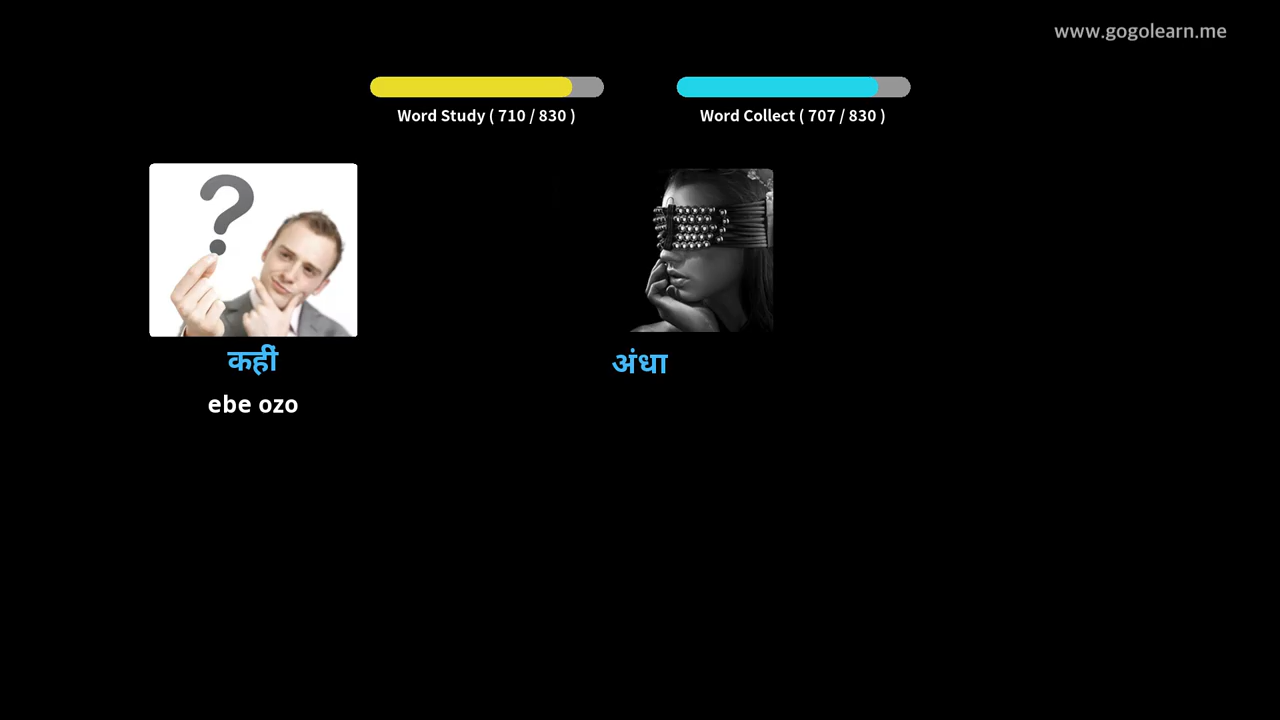 www.gogolearn.me
Word Study ( 710 / 830 )
Word Collect ( 707 / 830 )
कहीं
अंधा
ebe ozo